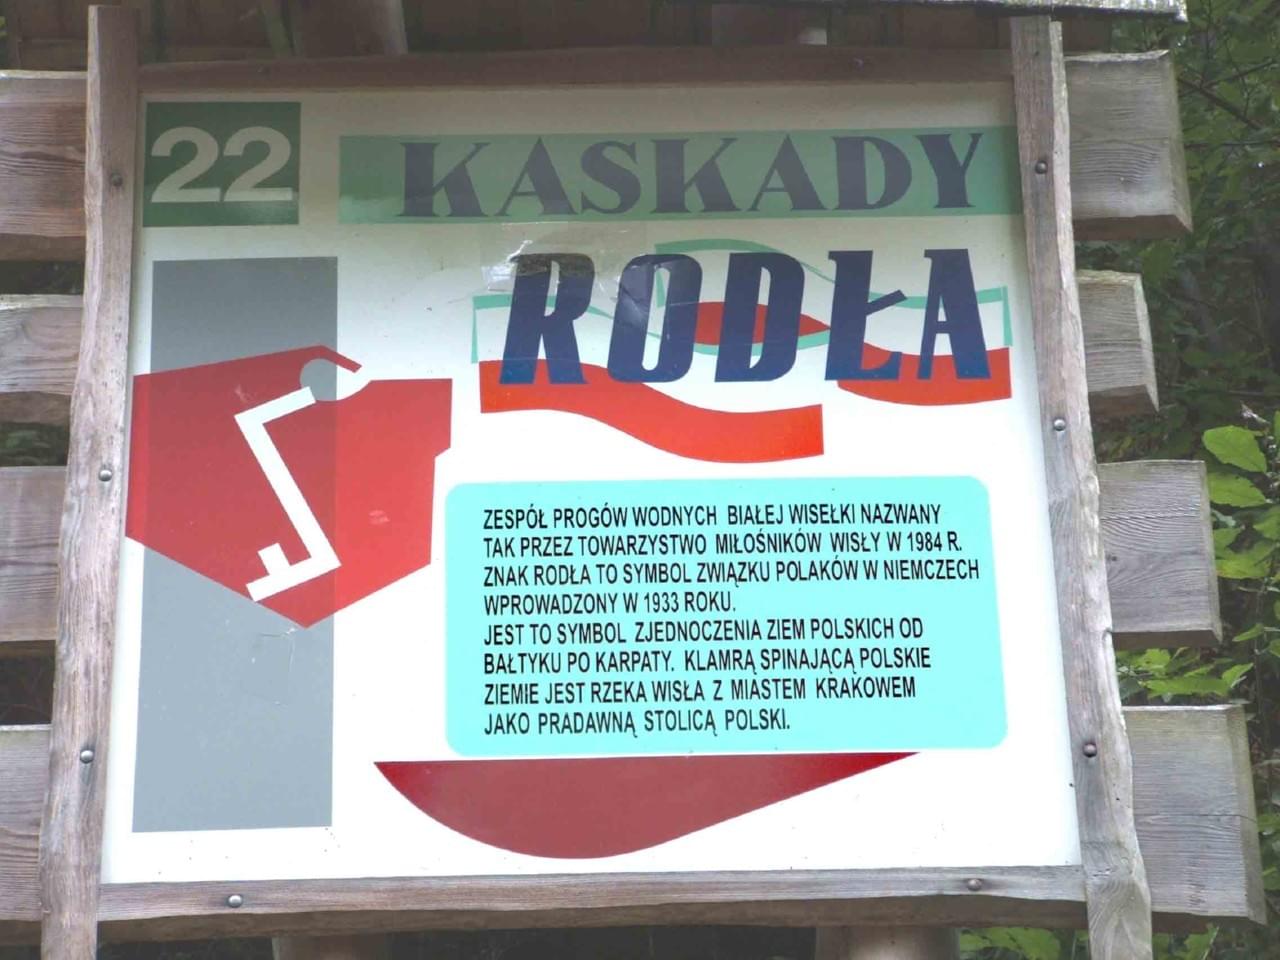 22
KASKADY
RODŁA
ZESPÓŁ PROGÓW WODNYCH BIAŁEJ WISEŁKI NAZWANY
TAK PRZEZ TOWARZYSTWO MIŁOŚNIKÓW WISŁY W 1984 R.
ZNAK RODŁA TO SYMBOL ZWIĄZKU POLAKÓW W NIEMCZECH
WPROWADZONY W 1933 ROKU.
JEST TO SYMBOL ZJEDNOCZENIA ZIEM POLSKICH OD
BAŁTYKU PO KARPATY. KLAMRĄ SPINAJĄCĄ POLSKIE
ZIEMIE JEST RZEKA WISŁA Z MIASTEM KRAKOWEM
JAKO PRADAWNĄ STOLICĄ POLSKI.